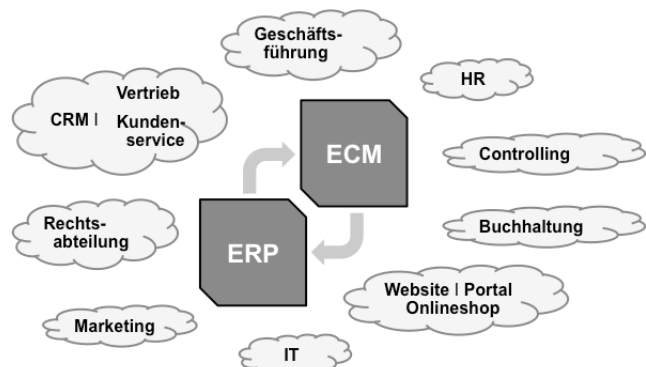 Geschäfts-
führung
HR
Vertrieb
CRM |
Kunden-
service
ECM
Controlling
Rechts-
abteilung
ERP
Buchhaltung
Website | Portal
Onlineshop
Marketing
IT